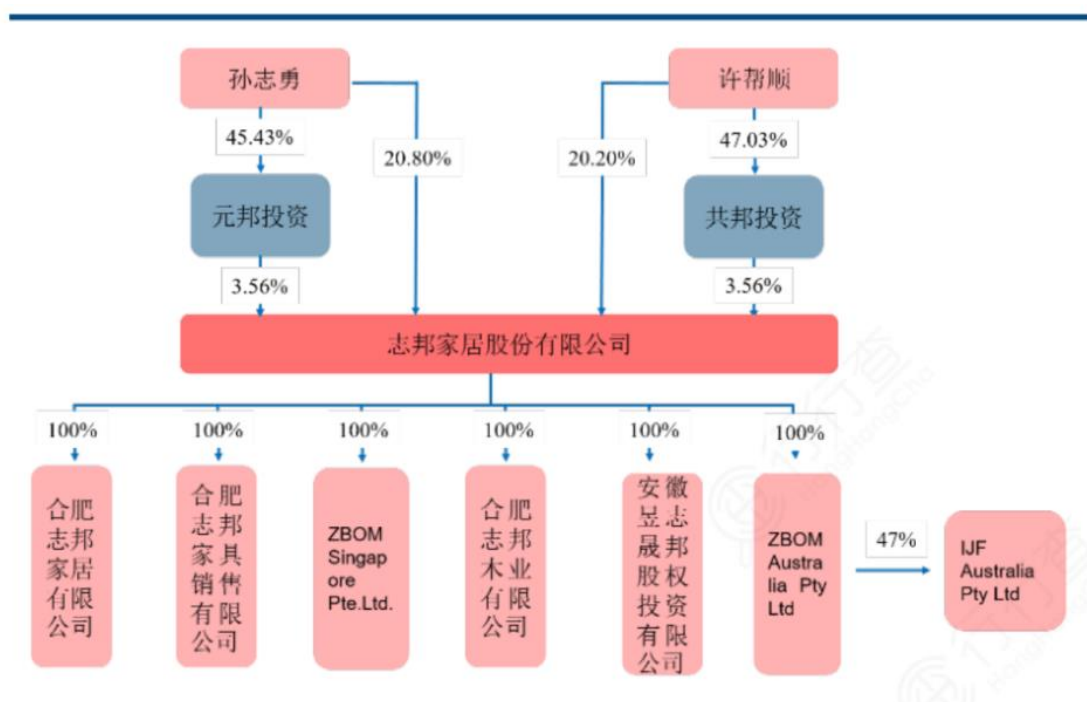 孙志勇
许帮顺
45.43%
20.80%
20.20%
47.03%
元邦投资
共邦投资
3.56%
3.56%
志邦家居股份有限公司
100%
100%
100%
100%
100%
100%
合肥
志邦
家居
有限
公司
合肥
志邦
家具
销售
有限
公司
ZBOM
Singap
ore
Pte.Ltd.
合肥
志邦
木业
有限
公司
安徽
昱志
晟邦
股权
投资
有限
公司
ZBOM
Austra
lia Pty
Ltd
47%
IJF
Australia
Pty Ltd
行行查
HangHangCha